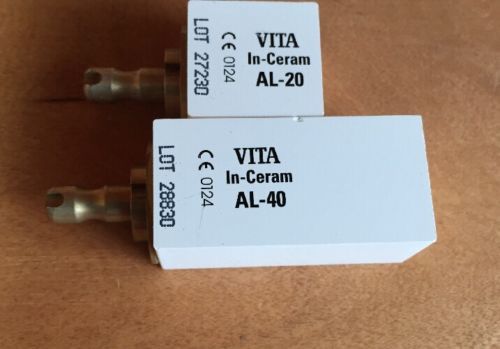 LOT 27230
CE 0124
VITA
In-Ceram
AL-20
LOT 28830
CE 0124
VITA
In-Ceram
AL-40